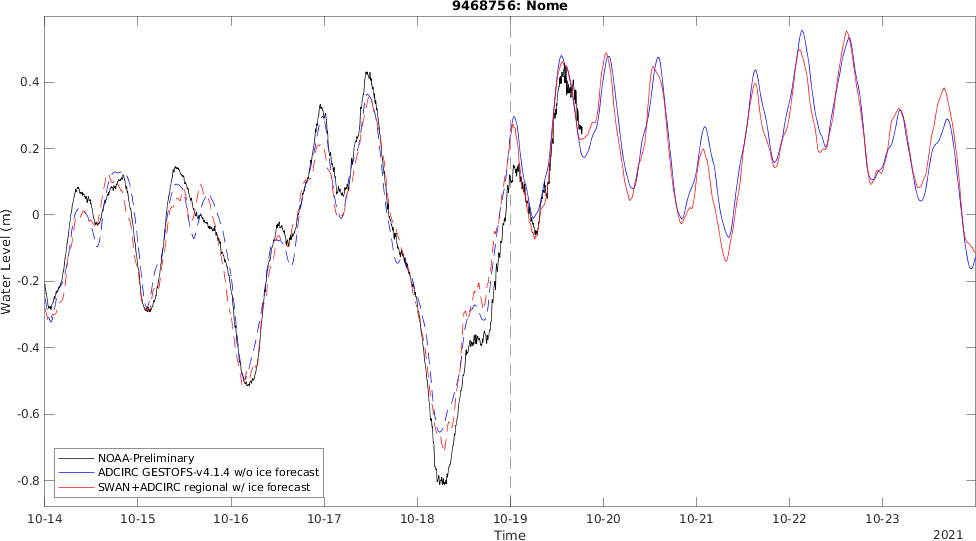 9468756: Nome
Water Level (m)
0.4
0.2
0
-0.2
-0.4
-0.6
-0.8
NOAA-Preliminary
ADCIRC GESTOFS-v4.1.4 w/o ice forecast
SWAN+ADCIRC regional w/ ice forecast
10-14 10-15 10-16 10-17 10-18 10-19 10-20 10-21 10-22 10-23
Time
2021